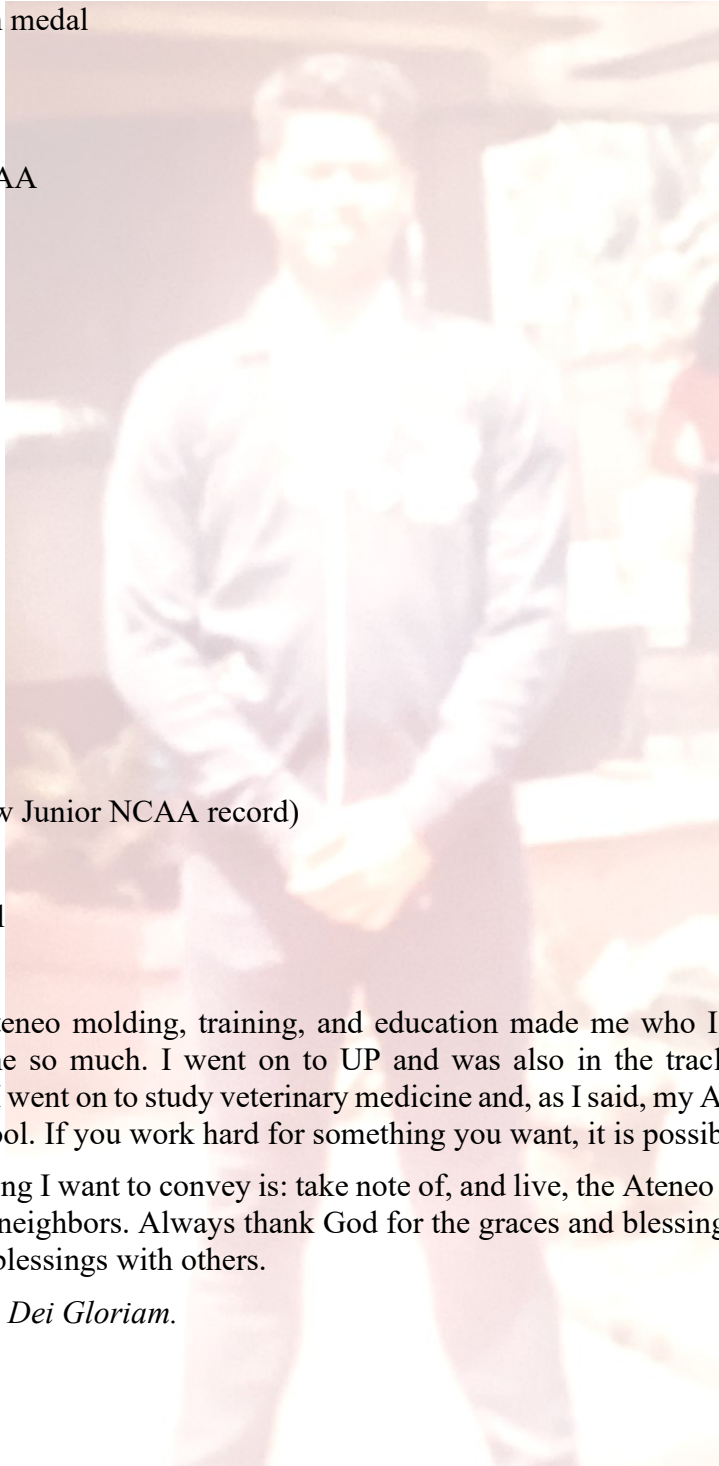 medal
AA
w Junior NCAA record)
teneo molding, training, and education made me who I
ne so much. I went on to UP and was also in the track
I went on to study veterinary medicine and, as I said, my A
ool. If you work hard for something you want, it is possib
ng I want to convey is: take note of, and live, the Ateneo
neighbors. Always thank God for the graces and blessing
blessings with others.
Dei Gloriam.